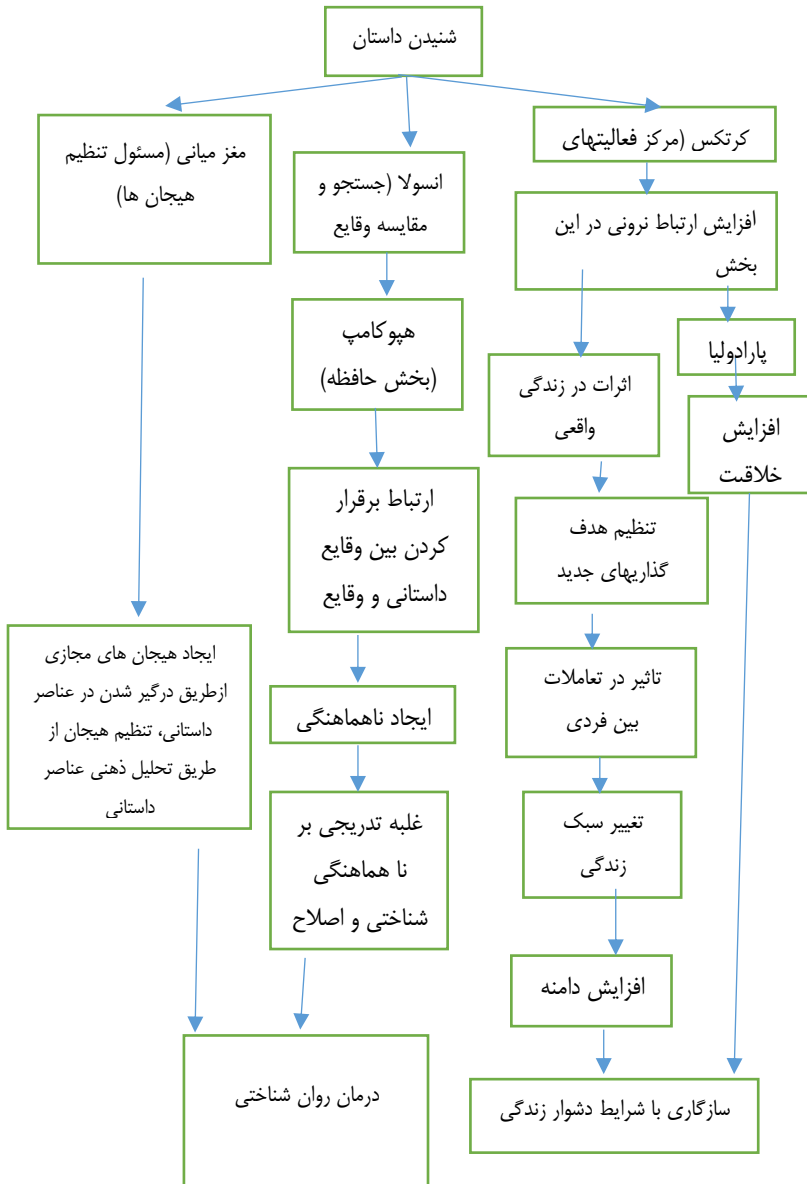 شنیدن داستان
کرتکس (مرکز فعالیتهای
افزایش ارتباط نرونی در این
بخش
پارادولیا
افزایش
خلاقیت
اثرات در زندگی
واقعی
تنظیم هدف
گذاریهای جدید
تاثیر در تعاملات
بین فردی
تغییر سبک
زندگی
افزایش دامنه
سازگاری با شرایط دشوار زندگی
انسولا (جستجو و
مقایسه وقایع
هپوکامپ
(بخش حافظه)
ارتباط برقرار
کردن بین وقایع
داستانی و وقایع
ایجاد ناهماهنگی
غلبه تدریجی بر
نا هماهنگی
شناختی و اصلاح
مغز میانی (مسئول تنظیم
هیجان ها)
ایجاد هیجان های مجازی
ازطریق درگیر شدن در عناصر
داستانی، تنظیم هیجان از
طریق تحلیل ذهنی عناصر
داستانی
درمان روان شناختی